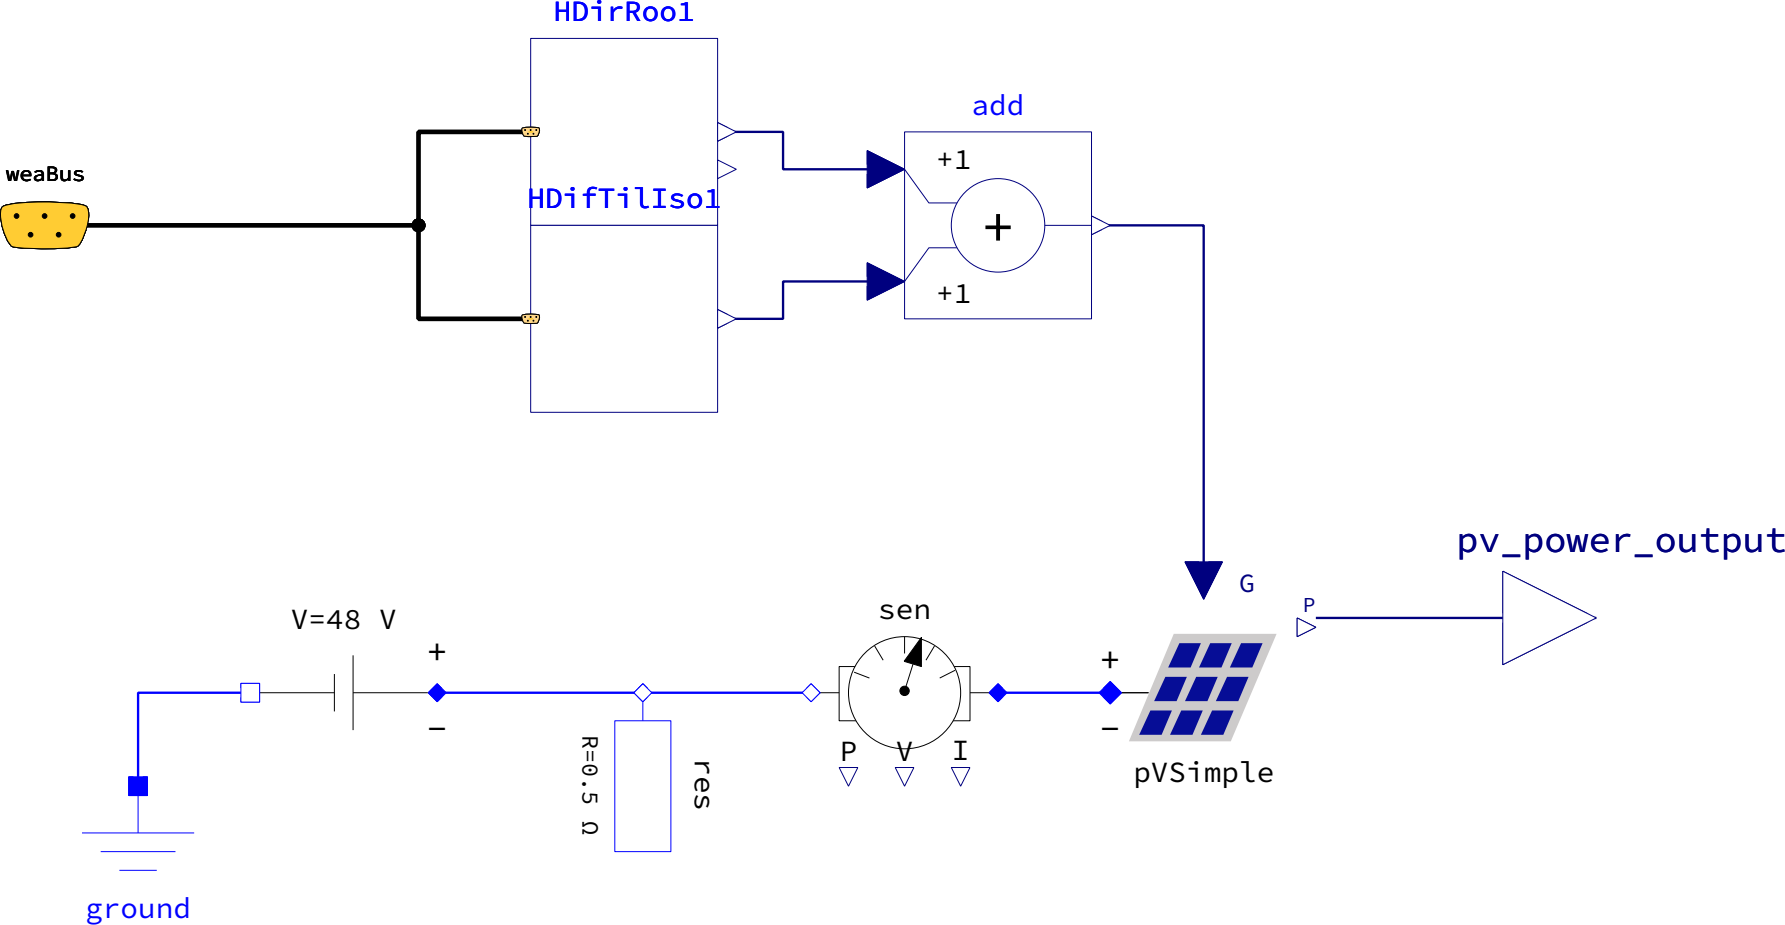 HDirRoo1
add
+1
weaBus
HDifTilIso1
+
+1
pv_power_output
G
P
V=48 V
sen
+
+
−
−
P V I
R=0.5 Ω
res
pVSimple
ground